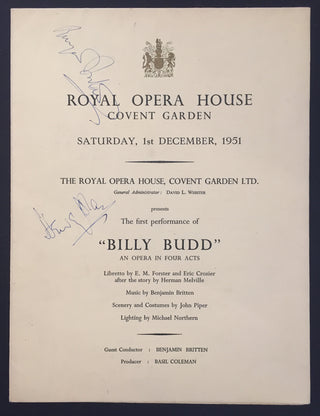 ROYAL OPERA HOUSE
COVENT GARDEN
SATURDAY, 1st DECEMBER, 1951
THE ROYAL OPERA HOUSE, COVENT GARDEN LTD.
General Administrator: DAVID L. WEBSTER
presents
The first performance of
"BILLY BUDD"
AN OPERA IN FOUR ACTS
Libretto by E. M. Forster and Eric Crozier
after the story by Herman Melville
Music by Benjamin Britten
Scenery and Costumes by John Piper
Lighting by Michael Northern
Guest Conductor : BENJAMIN BRITTEN
Producer : BASIL COLEMAN